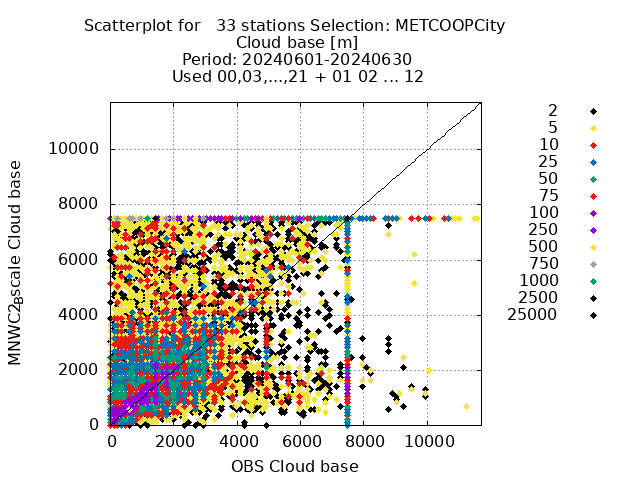 Scatterplot for   33 stations Selection: METCOOPCity
Cloud base [m]
Period: 20240601-20240630
Used 00,03,...,21 + 01 02 ... 12
MNWC2Bscale Cloud base
10000
8000
6000
4000
2000
0
0 2000 4000 6000 8000 10000
OBS Cloud base
2
5
10
25
50
75
100
250
500
750
1000
2500
25000